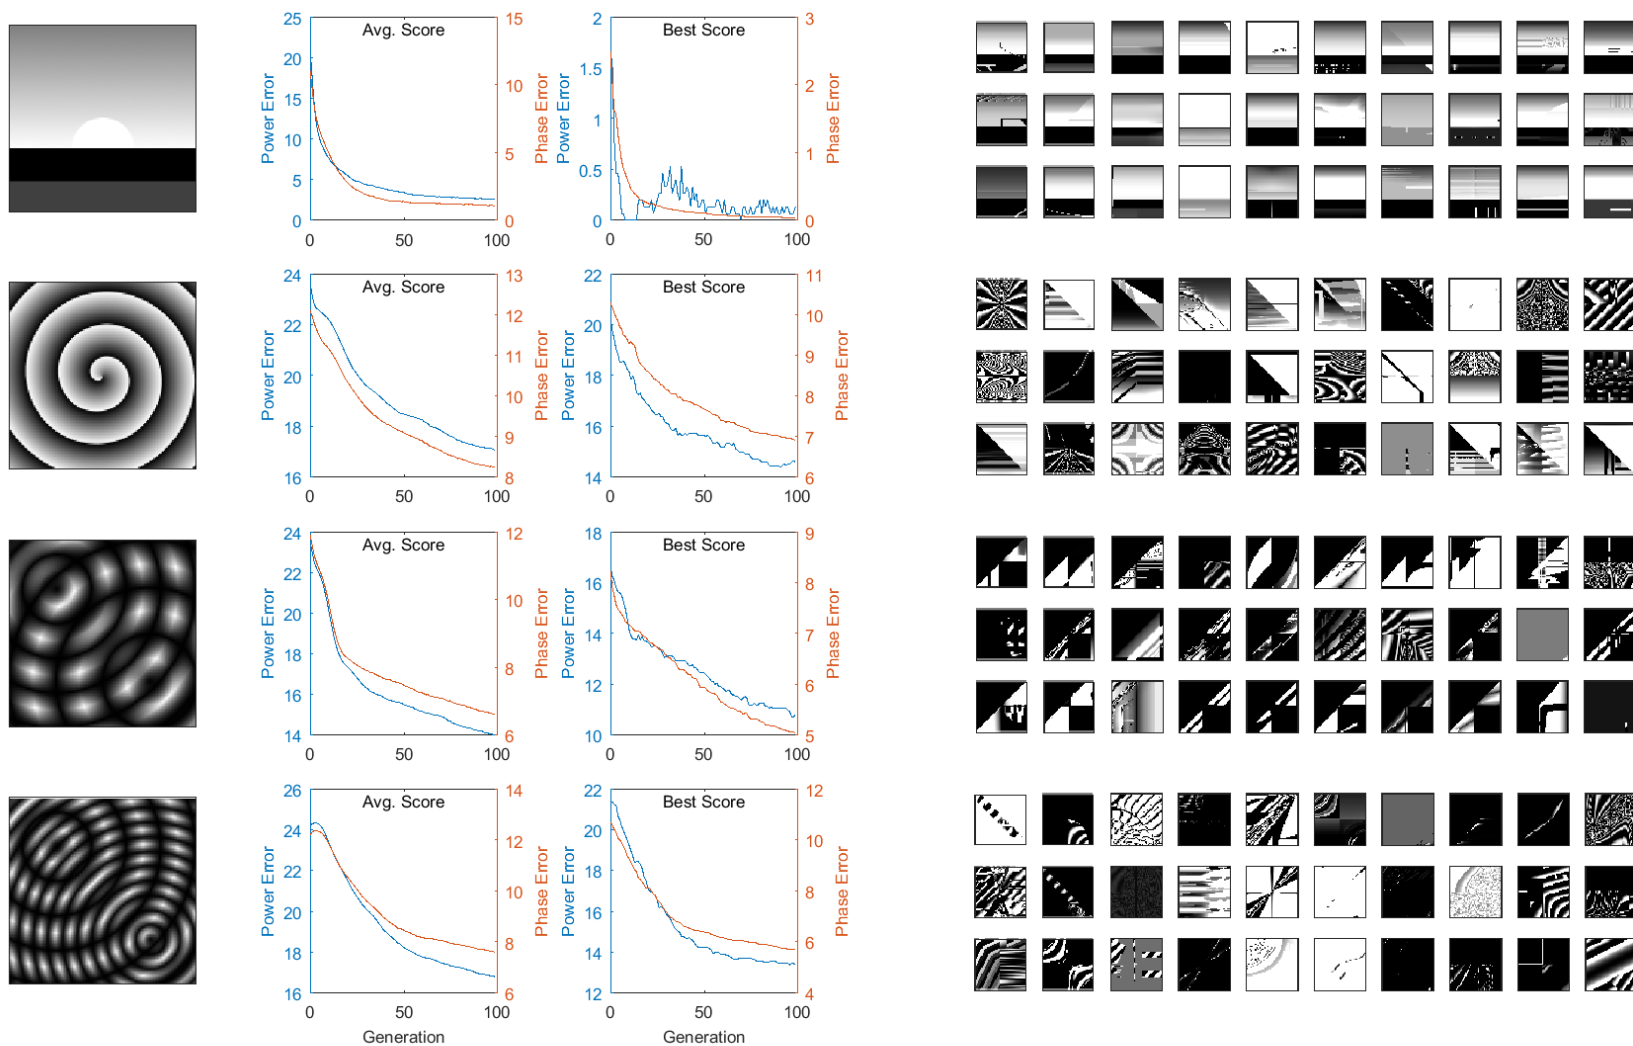 25 15 2 3
Avg. Score Best Score
20 1.5
15 10 2
Power Error Phase Error Power Error Phase Error
10 1
5 5 0.5 1
0 0 0 0
0 50 100 0 50 100
24 13 22 11
Avg. Score Best Score
22 12 20 10
11 9
20 18
Power Error Phase Error Power Error Phase Error
10 8
18 9 16 7
16 8 14 6
0 50 100 0 50 100
24 12 18 9
Avg. Score Best Score
22 16 8
20 10 14 7
Power Error Phase Error Power Error Phase Error
18
16 8 12 6
14 6 10 5
0 50 100 0 50 100
26 14 22 12
Avg. Score Best Score
24 12 20 10
22 18
Power Error Phase Error Power Error Phase Error
20 10 16 8
18 8 14 6
16 6 12 4
0 50 100 0 50 100
Generation Generation